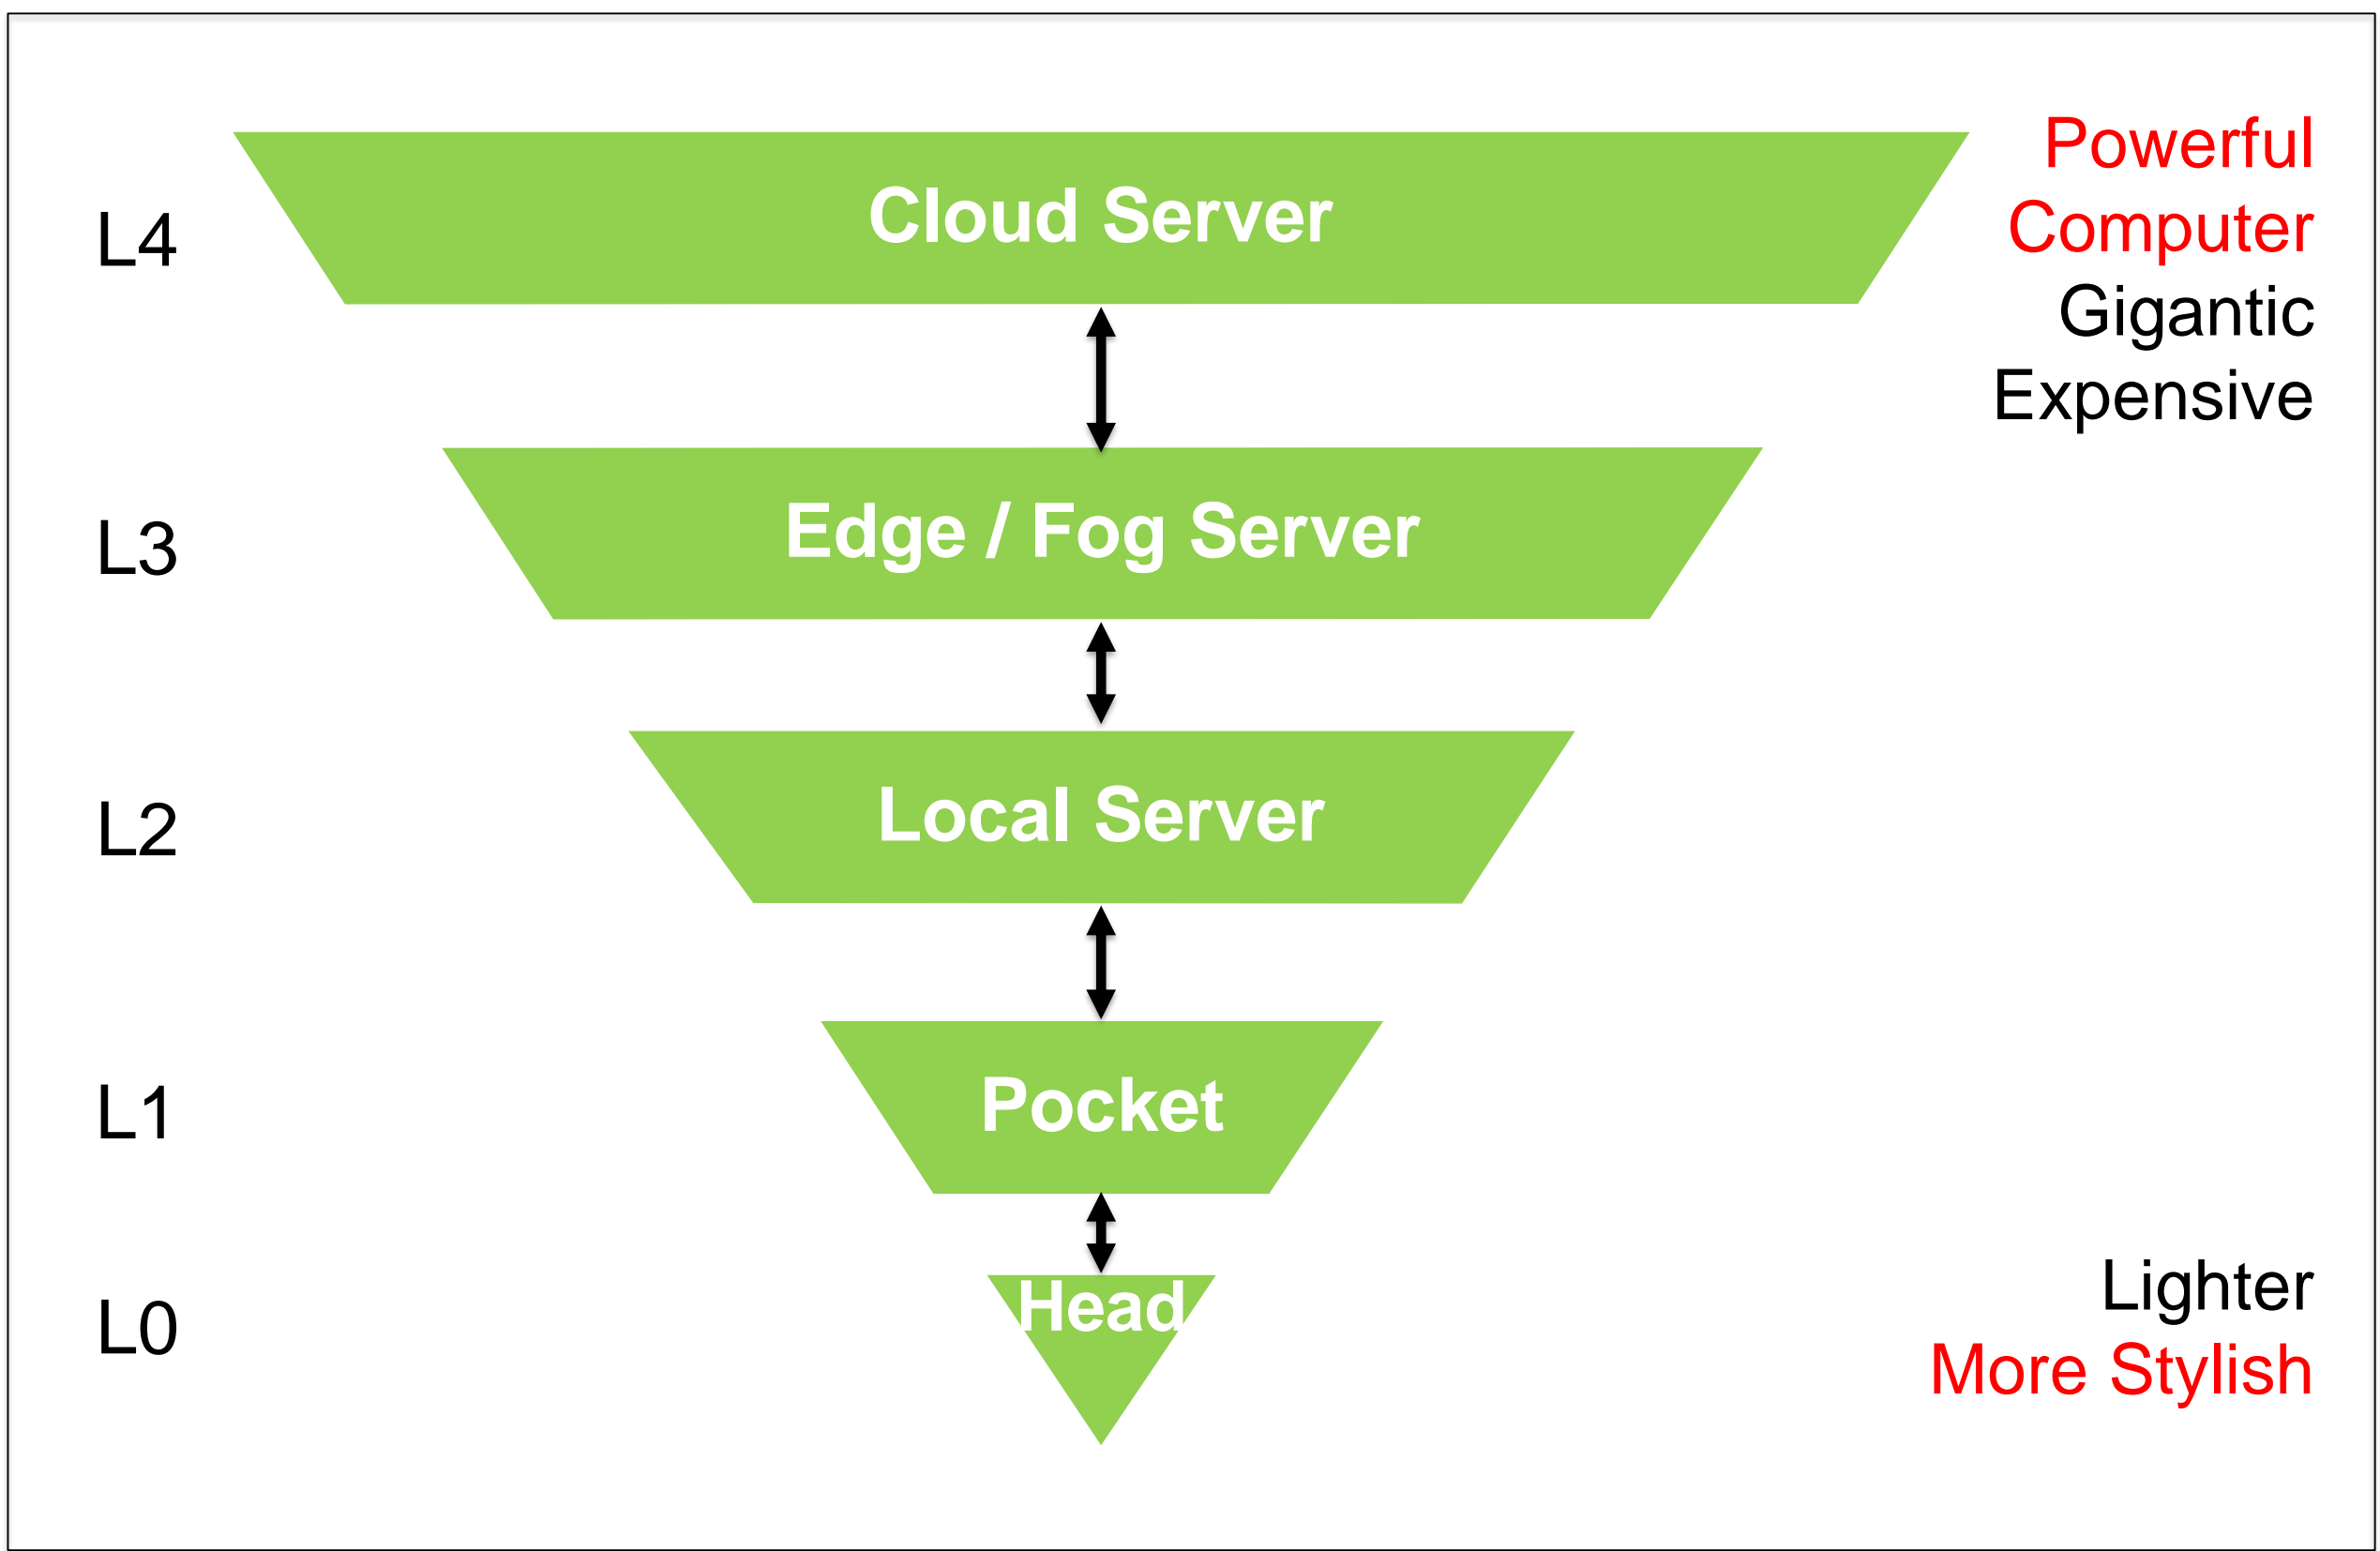 Powerful
Computer
Gigantic
Expensive
L4
Cloud Server
L3
Edge / Fog Server
L2
Local Server
L1
Pocket
L0
Head
Lighter
More Stylish